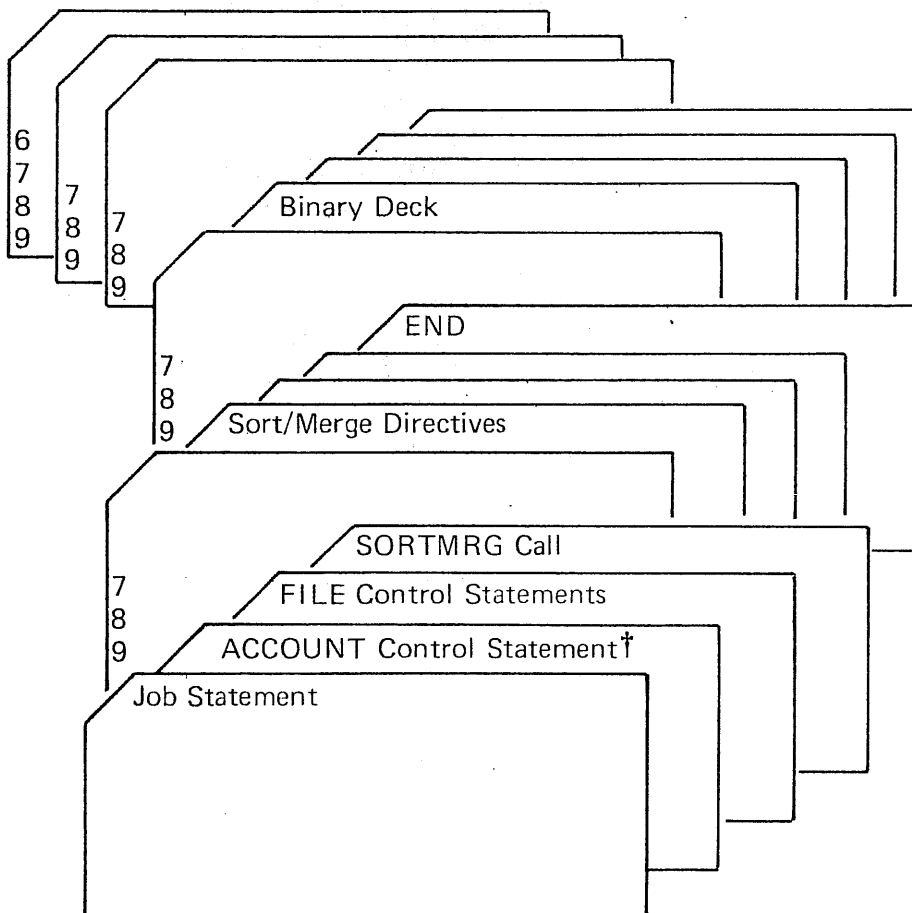 6
7
8
9
7
8
9
7
8
9
Binary Deck
END
7
8
9
Sort/Merge Directives
SORTMRG Call
FILE Control Statements
7
8
9
ACCOUNT Control Statement†
Job Statement